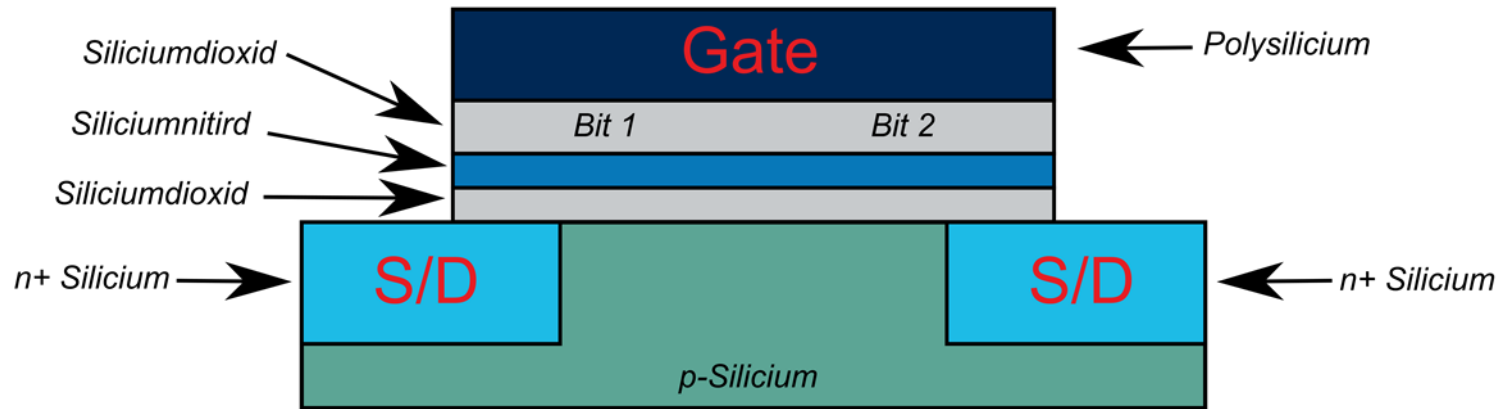 Siliciumdioxid
Gate
Polysilicium
Siliciumnitird
Bit 1
Bit 2
Siliciumdioxid
n+ Silicium
S/D
S/D
n+ Silicium
p-Silicium